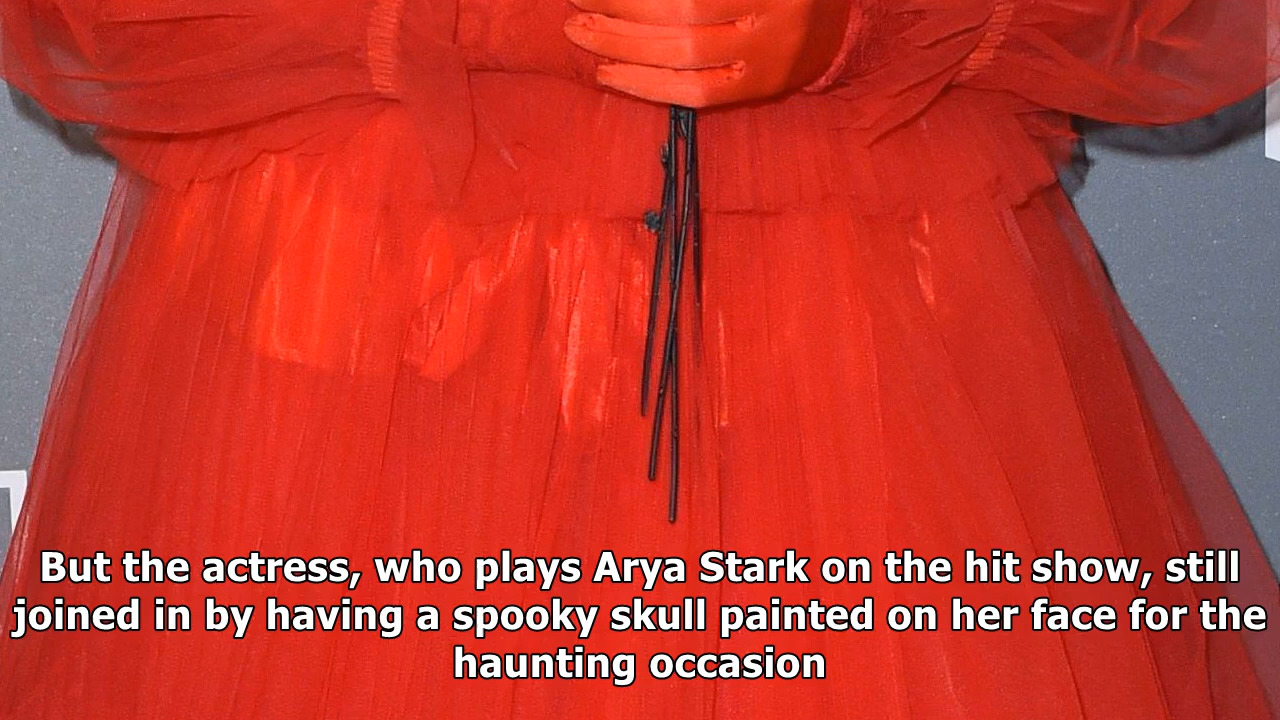 But the actress, who plays Arya Stark on the hit show, still
joined in by having a spooky skull painted on her face for the
haunting occasion